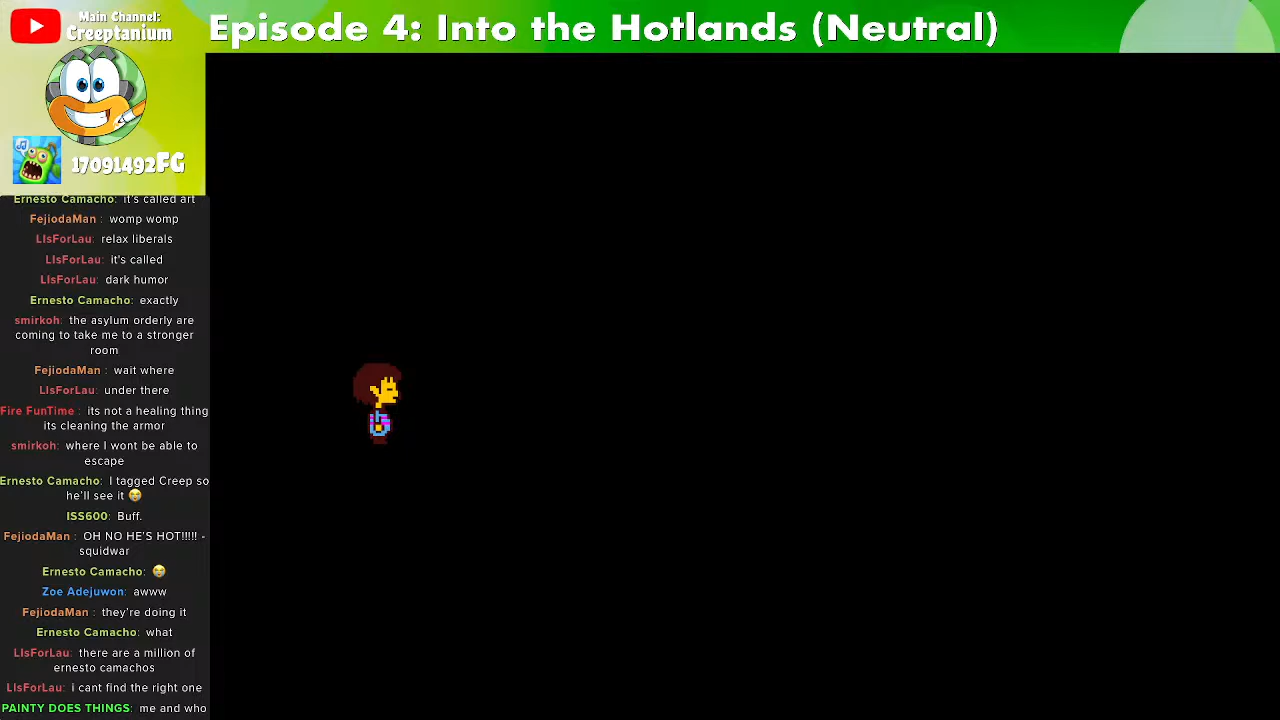 Main Channel:
Creeptanium
Episode 4: Into the Hotlands (Neutral)
17091492FG
Ernesto Camacho: it's called art
FejiodaMan : womp womp
LIsForLau: relax liberals
LIsForLau: it's called
LIsForLau: dark humor
Ernesto Camacho: exactly
smirkoh: the asylum orderly are
coming to take me to a stronger
room
FejiodaMan : wait where
LIsForLau: under there
Fire FunTime : its not a healing thing
its cleaning the armor
smirkoh: where I wont be able to
escape
Ernesto Camacho: I tagged Creep so
he'll see it 😭
ISS600: Buff.
FejiodaMan : OH NO HE'S HOT!!!!! -
squidwar
Ernesto Camacho: 😭
Zoe Adejuwon: awww
FejiodaMan : they're doing it
Ernesto Camacho: what
LIsForLau: there are a million of
ernesto camachos
LIsForLau: i cant find the right one
PAINTY DOES THINGS: me and who